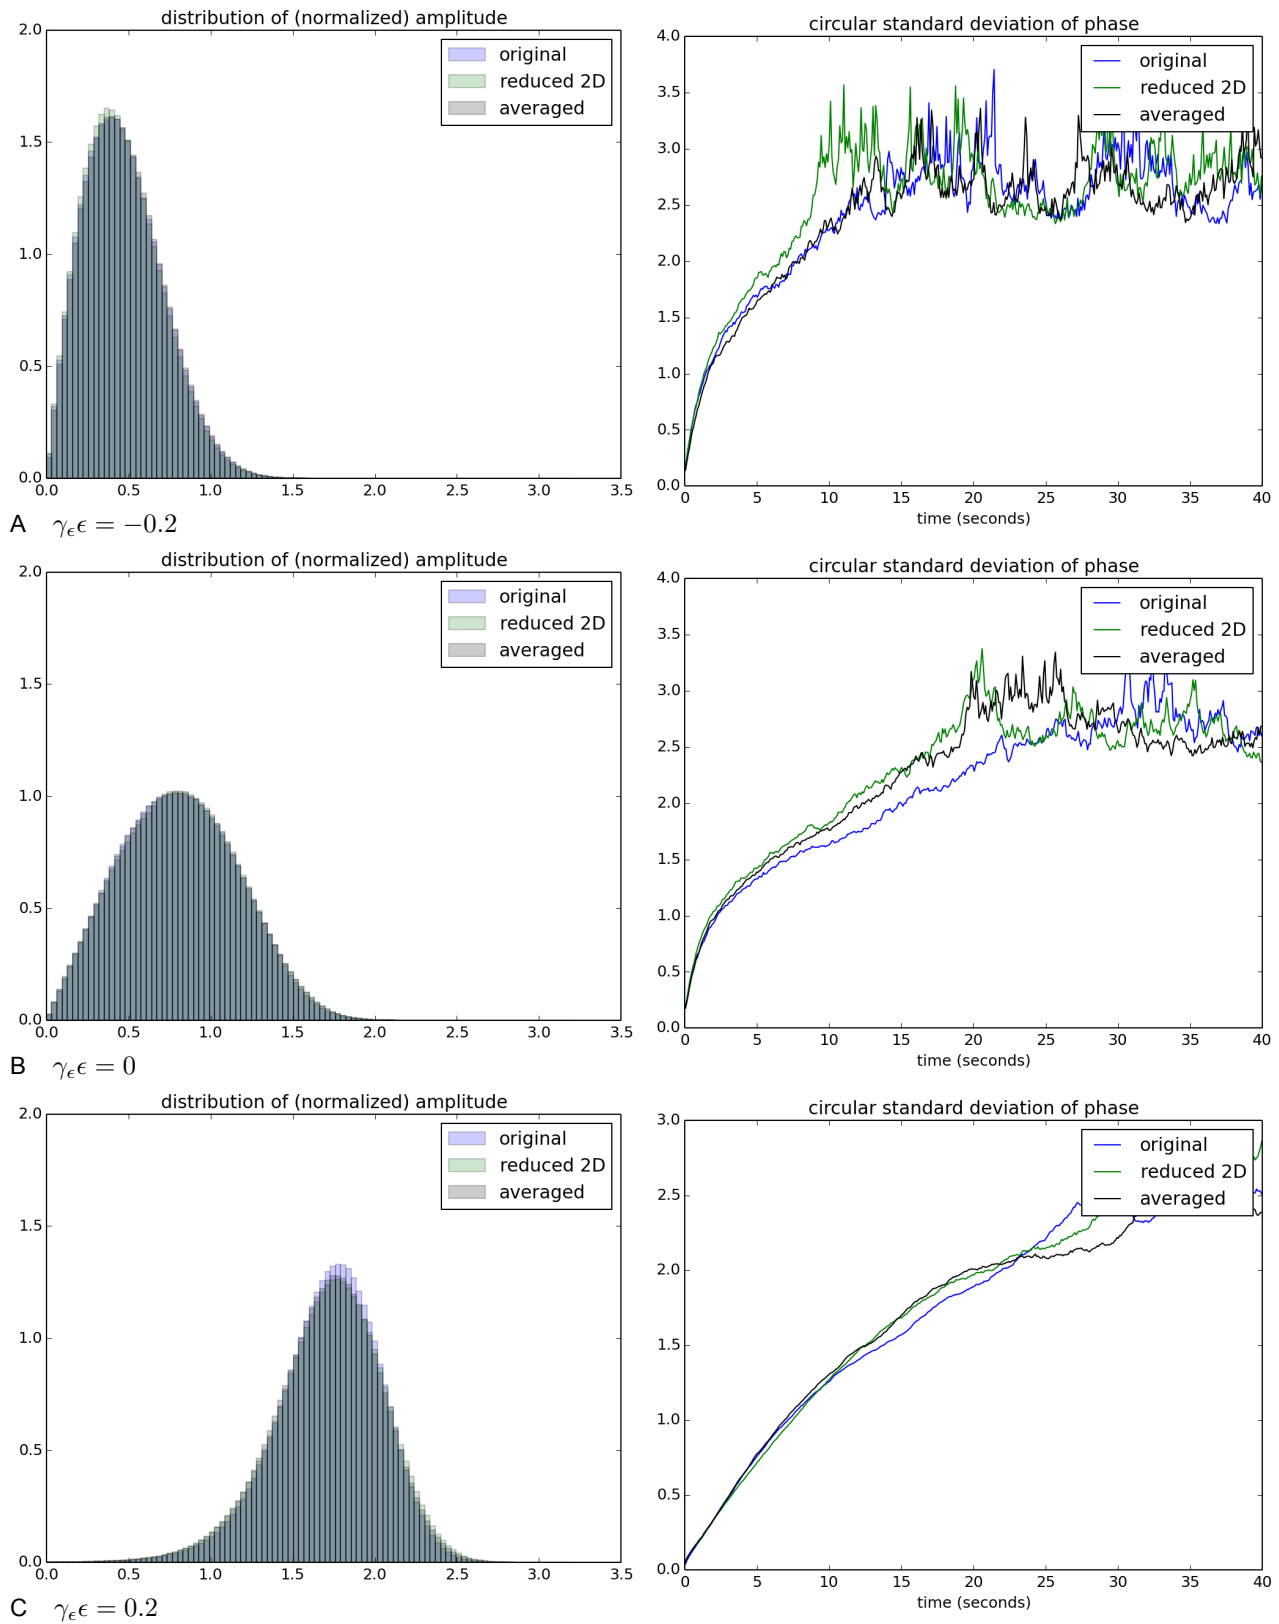 distribution of (normalized) amplitude
2.0
1.5
1.0
0.5
0.0
0.0 0.5 1.0 1.5 2.0 2.5 3.0 3.5
original
reduced 2D
averaged
circular standard deviation of phase
4.0
3.5
3.0
2.5
2.0
1.5
1.0
0.5
0.0
0 5 10 15 20 25 30 35 40
time (seconds)
original
reduced 2D
averaged
A γ_ϵϵ = −0.2
distribution of (normalized) amplitude
2.0
1.5
1.0
0.5
0.0
0.0 0.5 1.0 1.5 2.0 2.5 3.0 3.5
original
reduced 2D
averaged
circular standard deviation of phase
4.0
3.5
3.0
2.5
2.0
1.5
1.0
0.5
0.0
0 5 10 15 20 25 30 35 40
time (seconds)
original
reduced 2D
averaged
B γ_ϵϵ = 0
distribution of (normalized) amplitude
2.0
1.5
1.0
0.5
0.0
0.0 0.5 1.0 1.5 2.0 2.5 3.0 3.5
original
reduced 2D
averaged
circular standard deviation of phase
3.0
2.5
2.0
1.5
1.0
0.5
0.0
0 5 10 15 20 25 30 35 40
time (seconds)
original
reduced 2D
averaged
C γ_ϵϵ = 0.2